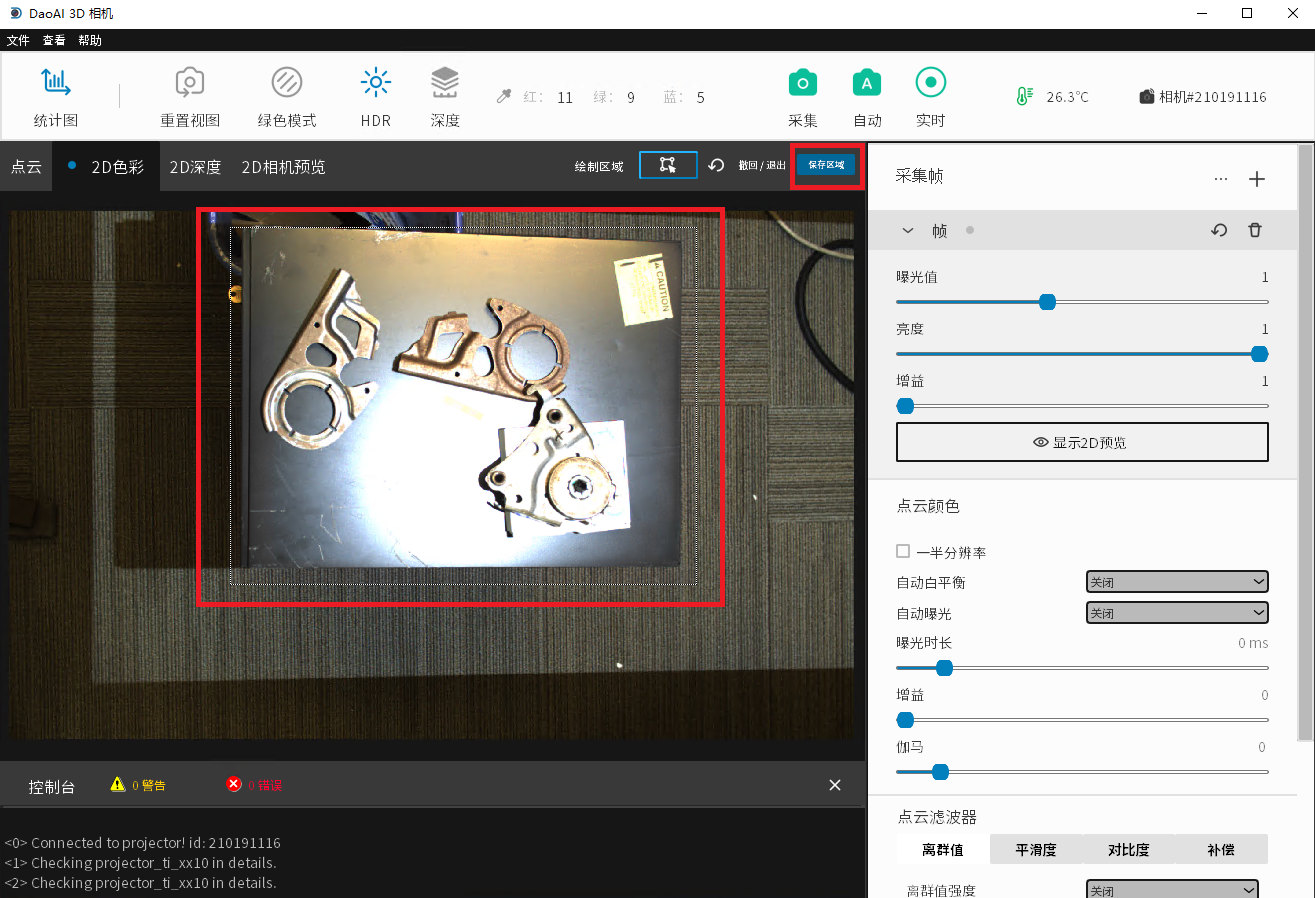 DaoAI 3D 相机
文件 查看 帮助
统计图 重置视图 绿色模式 HDR 深度 红: 11 绿: 9 蓝: 5 采集 自动 实时 26.3℃ 相机#210191116
点云 2D色彩 2D深度 2D相机预览 绘制区域 撤回/退出 保存区域
CAUTION
控制台 0 警告 0 错误
<0> Connected to projector! id: 210191116
<1> Checking projector_ti_xx10 in details.
<2> Checking projector_ti_xx10 in details.
采集帧 ...
帧
曝光值 1
亮度 1
增益 1
显示2D预览
点云颜色
一半分辨率
自动白平衡 关闭
自动曝光 关闭
曝光时长 0 ms
增益 0
伽马 0
点云滤波器
离群值 平滑度 对比度 补偿
离群值强度 关闭